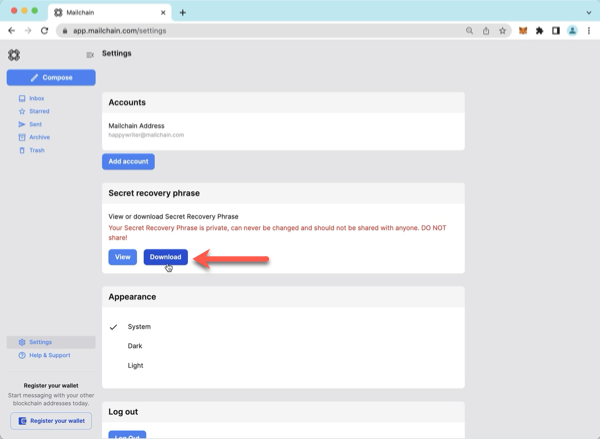 Mailchain
app.mailchain.com/settings
Settings
Compose
Inbox
Starred
Sent
Archive
Trash
Accounts
Mailchain Address
happywriter@mailchain.com
Add account
Secret recovery phrase
View or download Secret Recovery Phrase
Your Secret Recovery Phrase is private, can never be changed and should not be shared with anyone. DO NOT
share!
View
Download
Appearance
System
Dark
Light
Settings
Help & Support
Register your wallet
Start messaging with your other
blockchain addresses today.
Register your wallet
Log out
Log Out